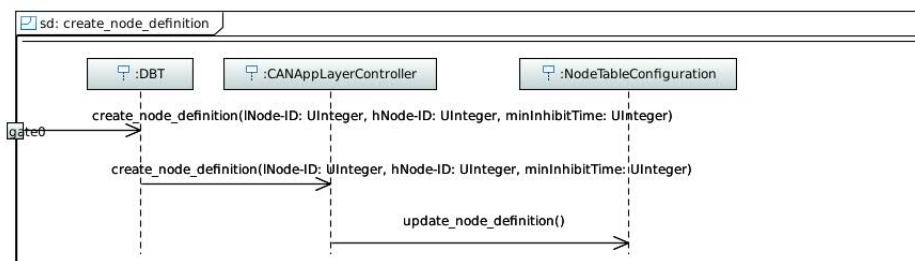 sd: create_node_definition
:DBT
:CANAppLayerController
:NodeTableConfiguration
create_node_definition(lNode-ID: UInteger, hNode-ID: UInteger, minInhibitTime: UInteger)
gate0
create_node_definition(lNode-ID: UInteger, hNode-ID: UInteger, minInhibitTime: UInteger)
update_node_definition()